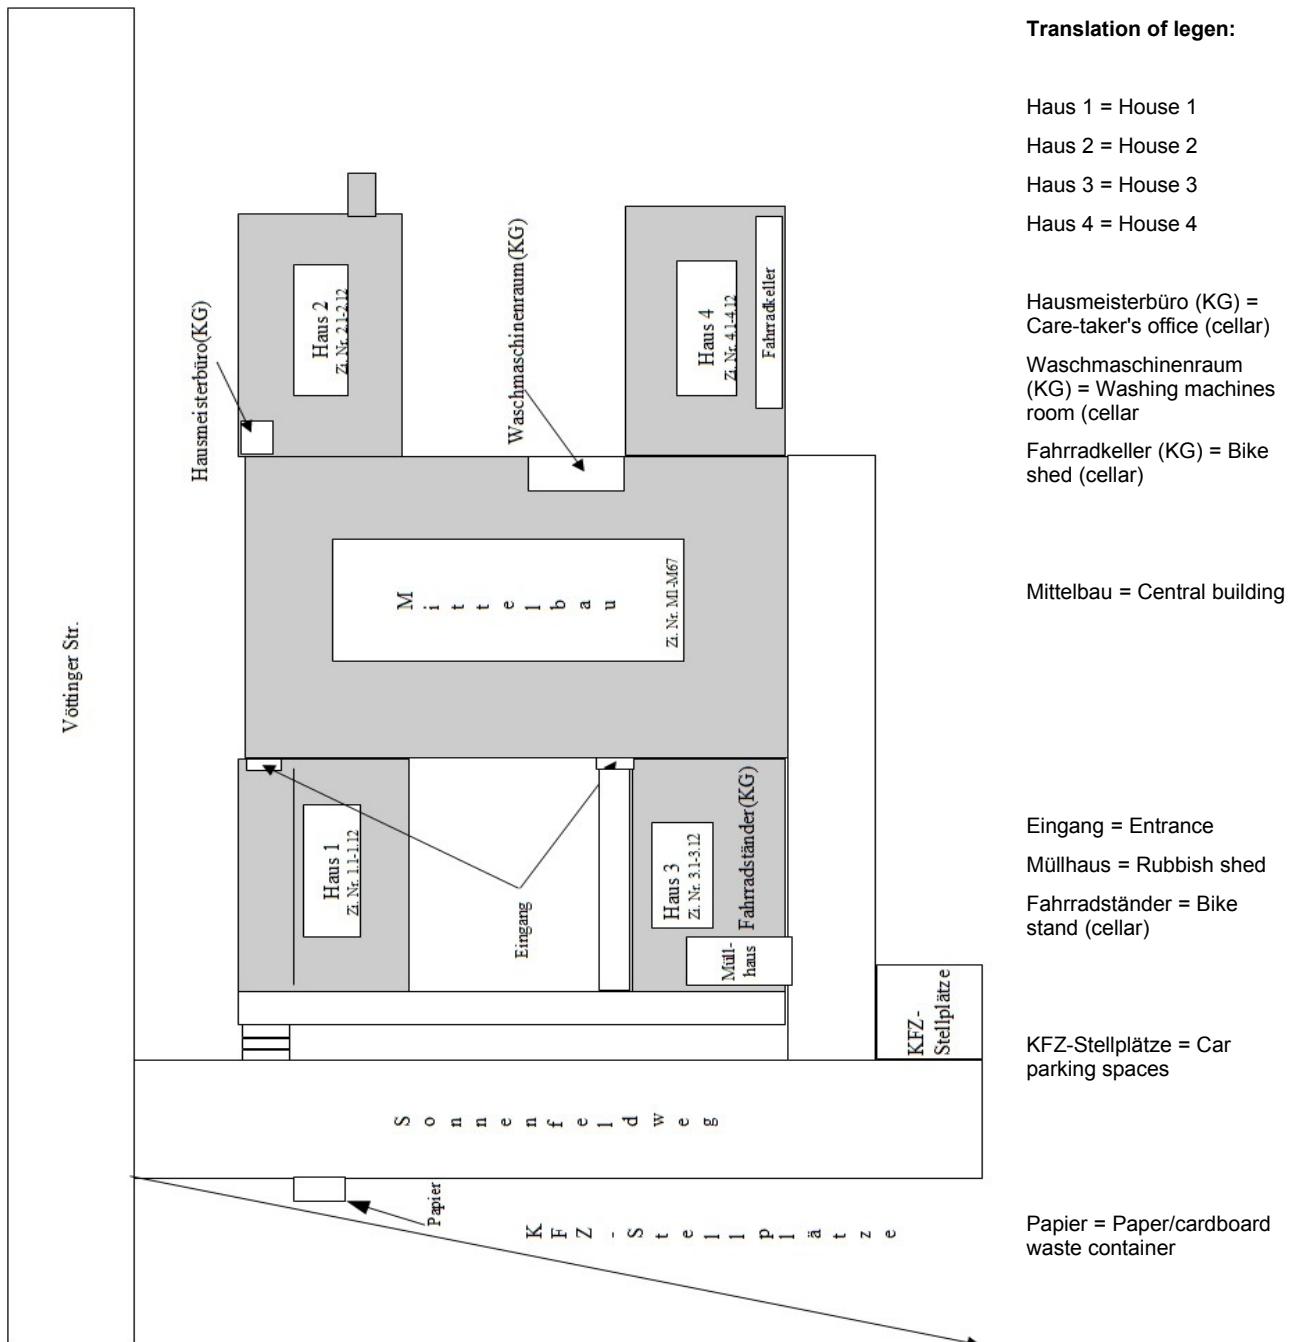 Translation of legen:
Haus 1 = House 1
Haus 2 = House 2
Haus 3 = House 3
Haus 4 = House 4
Hausmeisterbüro (KG) =
Care-taker's office (cellar)
Waschmaschinenraum
(KG) = Washing machines
room (cellar
Fahrradkeller (KG) = Bike
shed (cellar)
Mittelbau = Central building
Eingang = Entrance
Müllhaus = Rubbish shed
Fahrradständer = Bike
stand (cellar)
KFZ-Stellplätze = Car
parking spaces
Papier = Paper/cardboard
waste container
Vöttinger Str.
Hausmeisterbüro(KG)
Haus 2
Zi. Nr. 2.1-2.12
Waschmaschinenraum(KG)
Haus 4
Zi. Nr. 4.1-4.12
Fahrradkeller
Mittelbau
Zi. Nr. M1-M67
Haus 1
Zi. Nr. 1.1-1.12
Eingang
Haus 3
Zi. Nr. 3.1-3.12
Fahrradständer(KG)
Müll-
haus
KFZ-
Stellplätze
Sonnenfeldweg
Papier
KFZ-Stellplätze